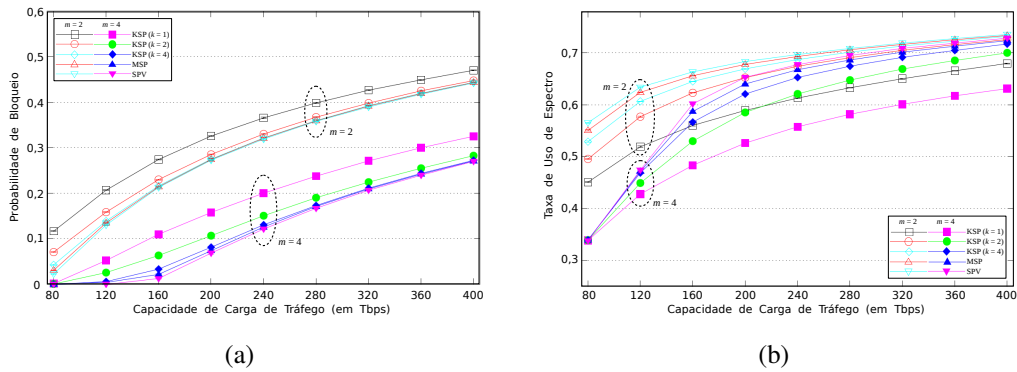 0,6
0,5
0,4
0,3
0,2
0,1
0
Probabilidade de Bloqueio
m = 2 m = 4
KSP (k = 1)
KSP (k = 2)
KSP (k = 4)
MSP
SPV
m = 2
m = 4
80 120 160 200 240 280 320 360 400
Capacidade de Carga de Tráfego (em Tbps)
(a)
0,7
0,6
0,5
0,4
0,3
Taxa de Uso de Espectro
m = 2
m = 4
m = 2 m = 4
KSP (k = 1)
KSP (k = 2)
KSP (k = 4)
MSP
SPV
80 120 160 200 240 280 320 360 400
Capacidade de Carga de Tráfego (em Tbps)
(b)